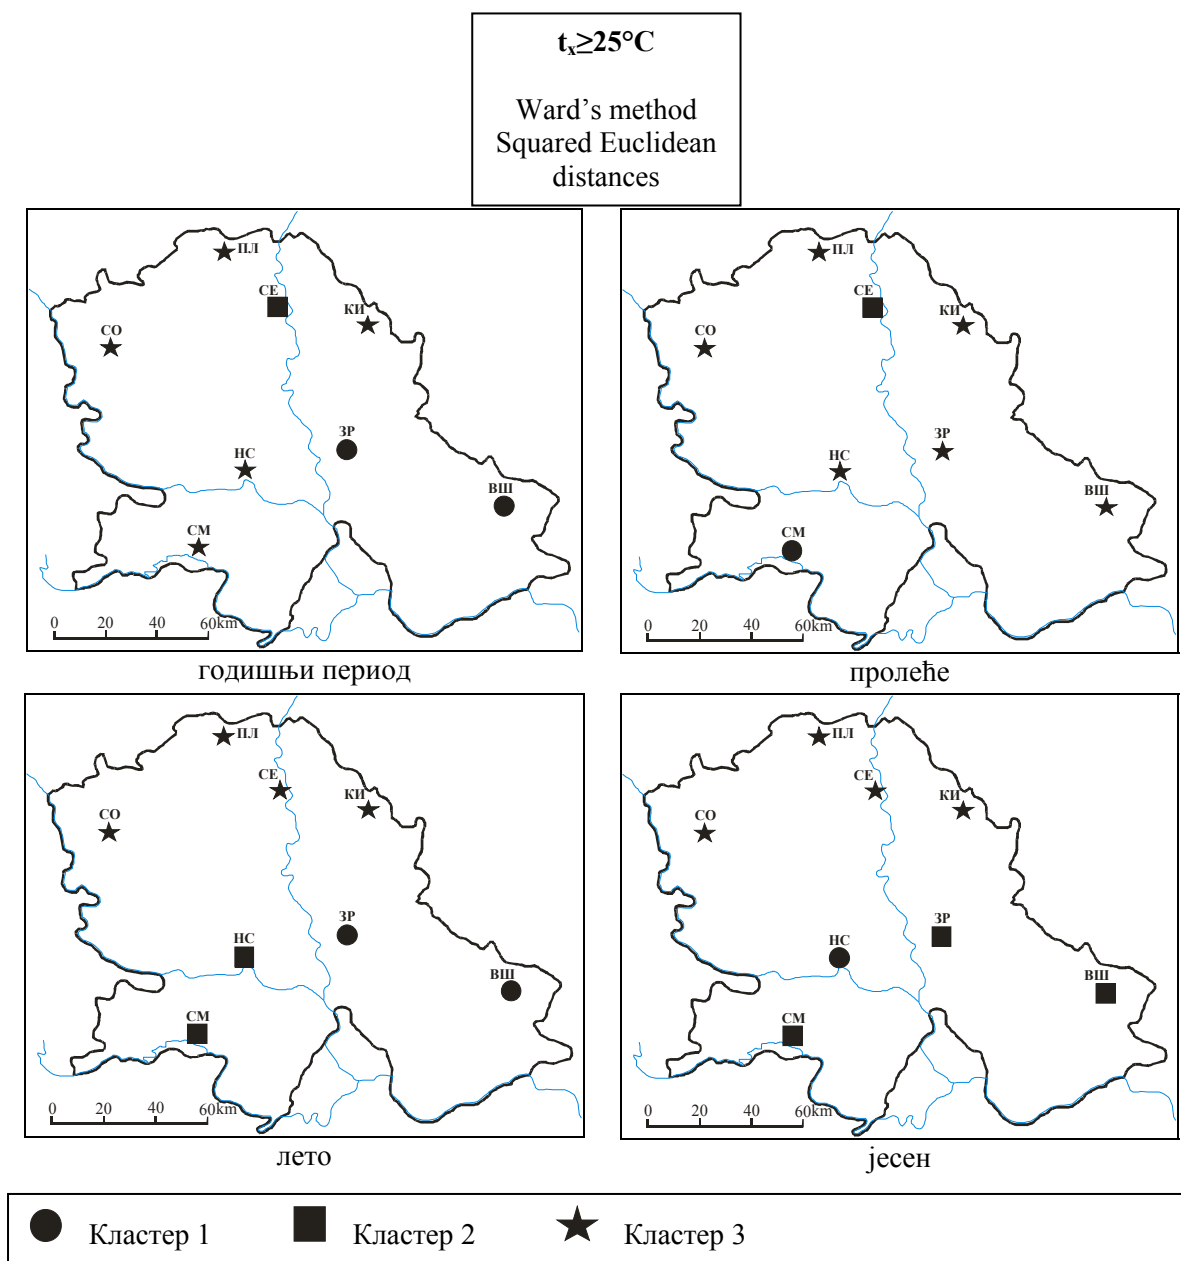 tₓ≥25°C
Ward’s method
Squared Euclidean
distances
ПЛ
СЕ
КИ
СО
ЗР
НС
ВШ
СМ
0 20 40 60km
годишњи период
ПЛ
СЕ
КИ
СО
ЗР
НС
ВШ
СМ
0 20 40 60km
пролеће
ПЛ
СЕ
КИ
СО
ЗР
НС
ВШ
СМ
0 20 40 60km
лето
ПЛ
СЕ
КИ
СО
ЗР
НС
ВШ
СМ
0 20 40 60km
јесен
Кластер 1 Кластер 2 Кластер 3